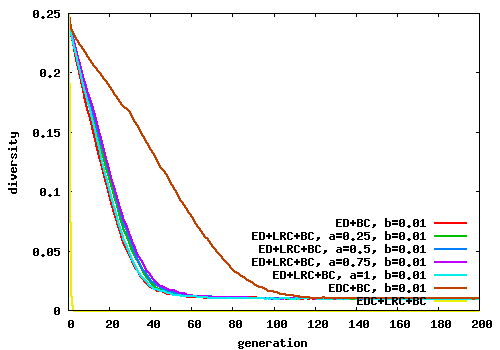 0.25
0.2
0.15
0.1
0.05
0
diversity
ED+BC, b=0.01
ED+LRC+BC, a=0.25, b=0.01
ED+LRC+BC, a=0.5, b=0.01
ED+LRC+BC, a=0.75, b=0.01
ED+LRC+BC, a=1, b=0.01
EDC+BC, b=0.01
EDC+LRC+BC
0 20 40 60 80 100 120 140 160 180 200
generation